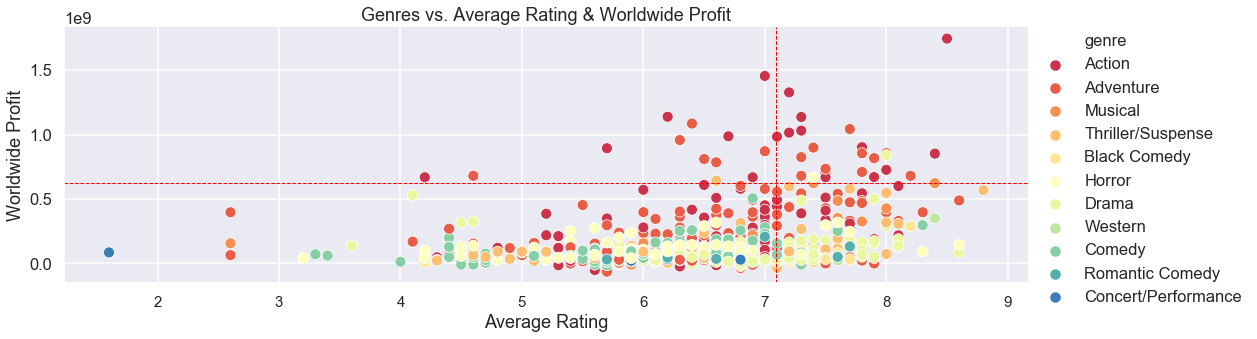 Genres vs. Average Rating & Worldwide Profit
1e9
Worldwide Profit
1.5
1.0
0.5
0.0
2 3 4 5 6 7 8 9
Average Rating
genre
Action
Adventure
Musical
Thriller/Suspense
Black Comedy
Horror
Drama
Western
Comedy
Romantic Comedy
Concert/Performance